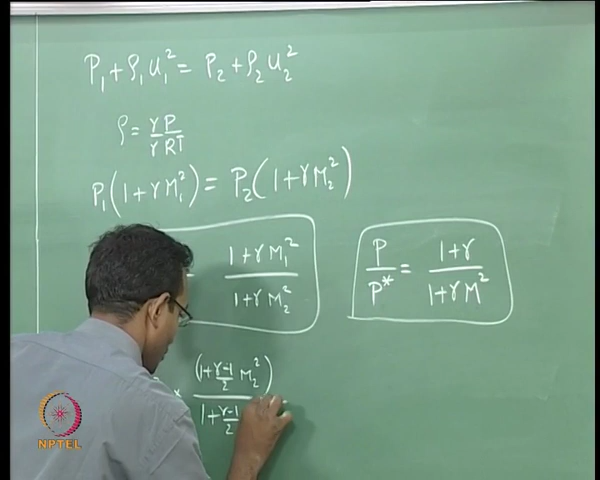 P₁ + ρ₁ u₁² = P₂ + ρ₂ u₂²
ρ = γP / γRT
P₁(1 + γM₁²) = P₂(1 + γM₂²)
(1 + γM₁²) / (1 + γM₂²)
P / P* = (1 + γ) / (1 + γM²)
× (1 + (γ-1)/2 M₂²) / 1 + (γ-1)/2
NPTEL